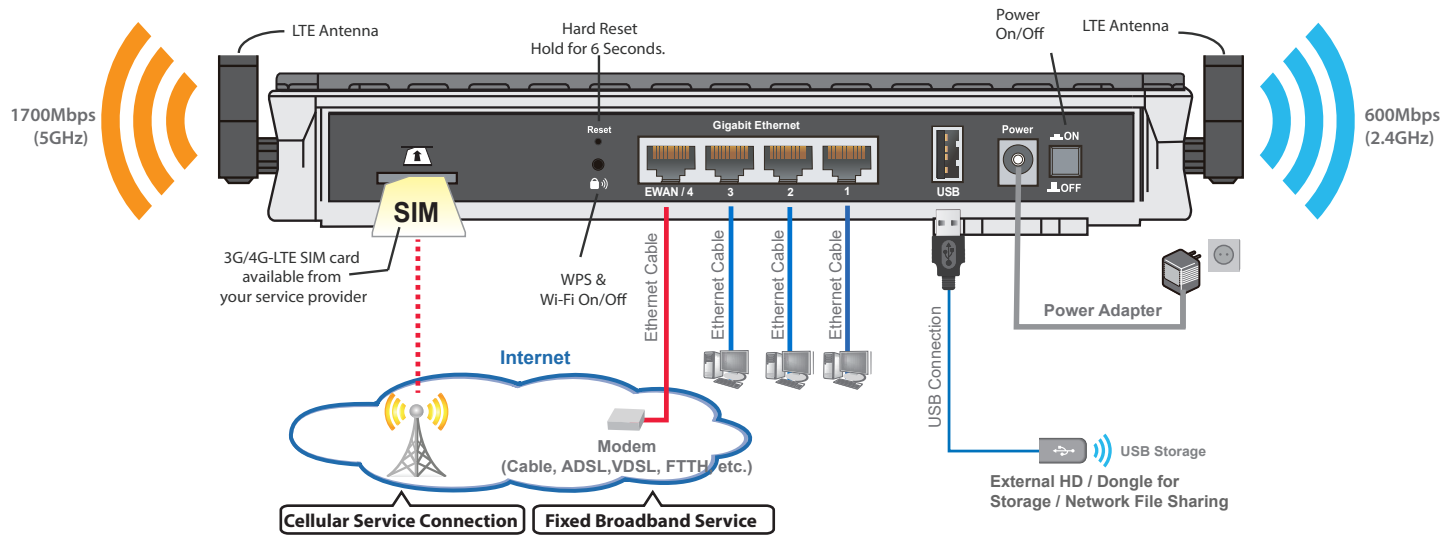 LTE Antenna
Hard Reset
Hold for 6 Seconds.
Power
On/Off
LTE Antenna
1700Mbps
(5GHz)
600Mbps
(2.4GHz)
Reset
Gigabit Ethernet
Power
ON
OFF
EWAN / 4
3
2
1
USB
SIM
3G/4G-LTE SIM card
available from
your service provider
WPS &
Wi-Fi On/Off
Ethernet Cable
Ethernet Cable
Ethernet Cable
Ethernet Cable
USB Connection
Power Adapter
Internet
Modem
(Cable, ADSL,VDSL, FTTH, etc.)
USB Storage
External HD / Dongle for
Storage / Network File Sharing
Cellular Service Connection
Fixed Broadband Service